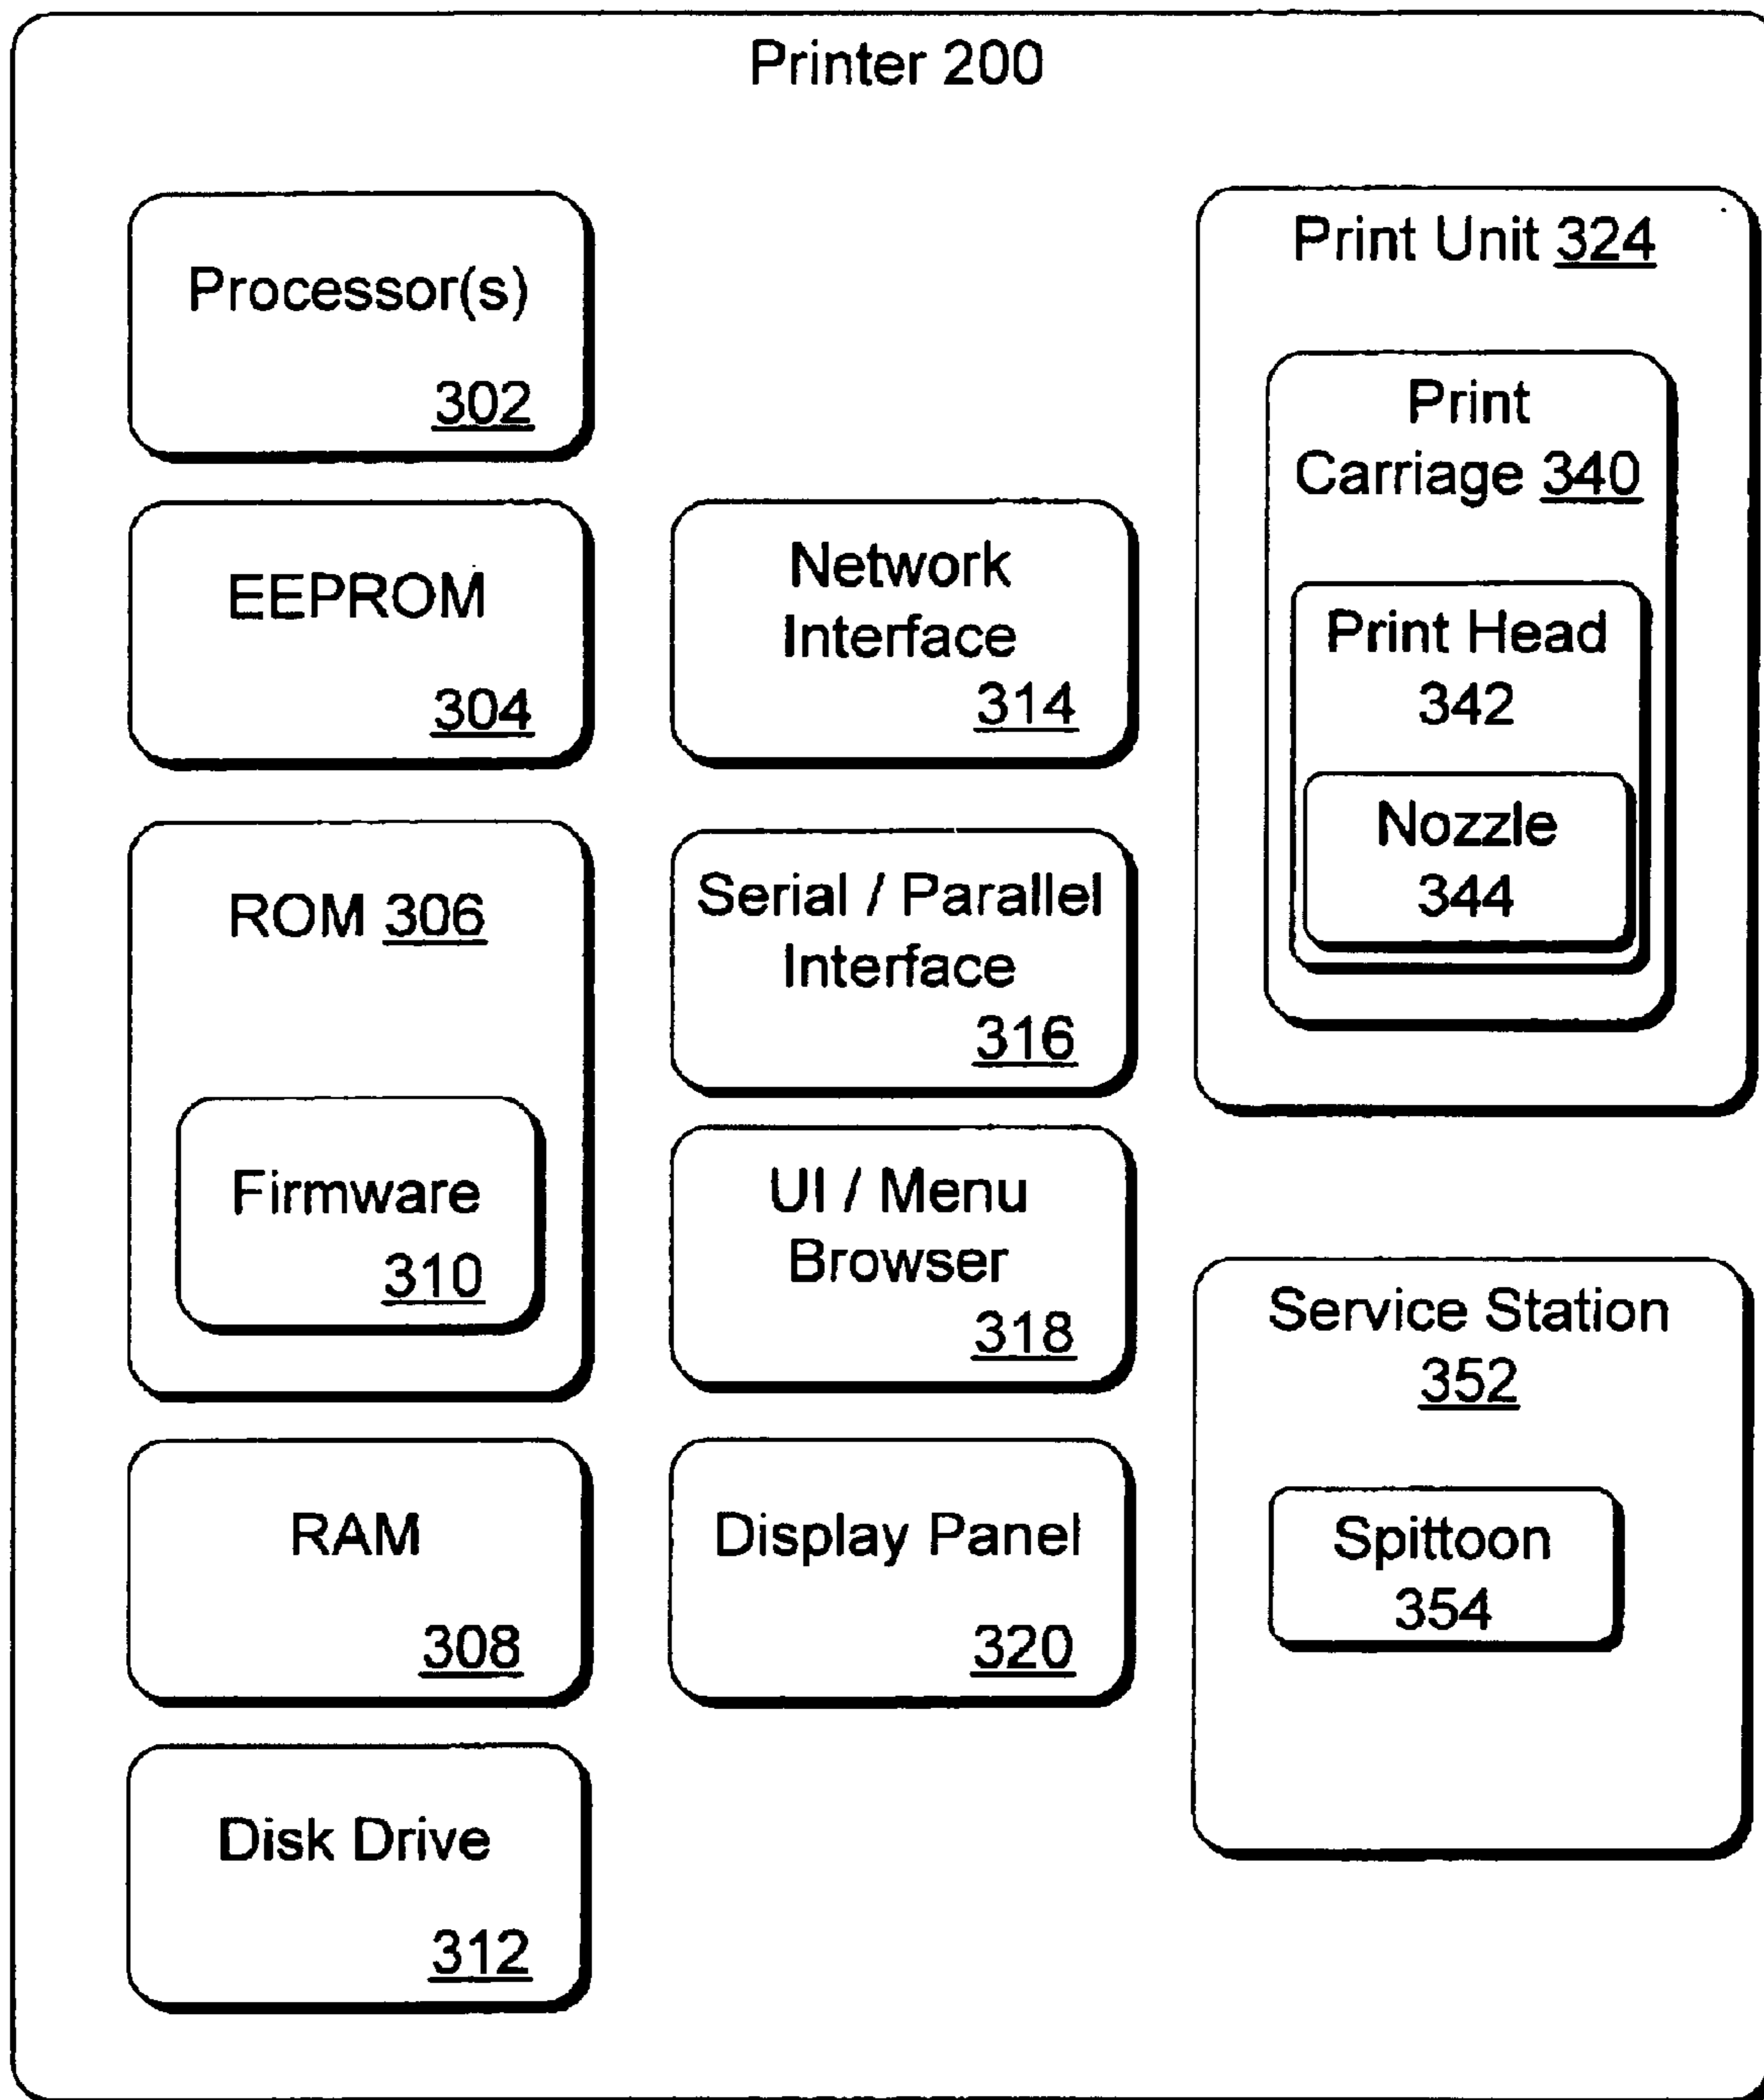 Printer 200
Processor(s)
302
EEPROM
304
ROM 306
Firmware
310
RAM
308
Disk Drive
312
Network
Interface
314
Serial / Parallel
Interface
316
UI / Menu
Browser
318
Display Panel
320
Print Unit 324
Print
Carriage 340
Print Head
342
Nozzle
344
Service Station
352
Spittoon
354